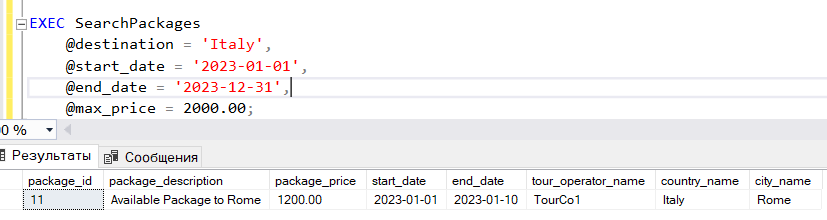 EXEC SearchPackages
@destination = 'Italy',
@start_date = '2023-01-01',
@end_date = '2023-12-31',
@max_price = 2000.00;
0 %
Результаты Сообщения
package_id package_description package_price start_date end_date tour_operator_name country_name city_name
11 Available Package to Rome 1200.00 2023-01-01 2023-01-10 TourCo1 Italy Rome